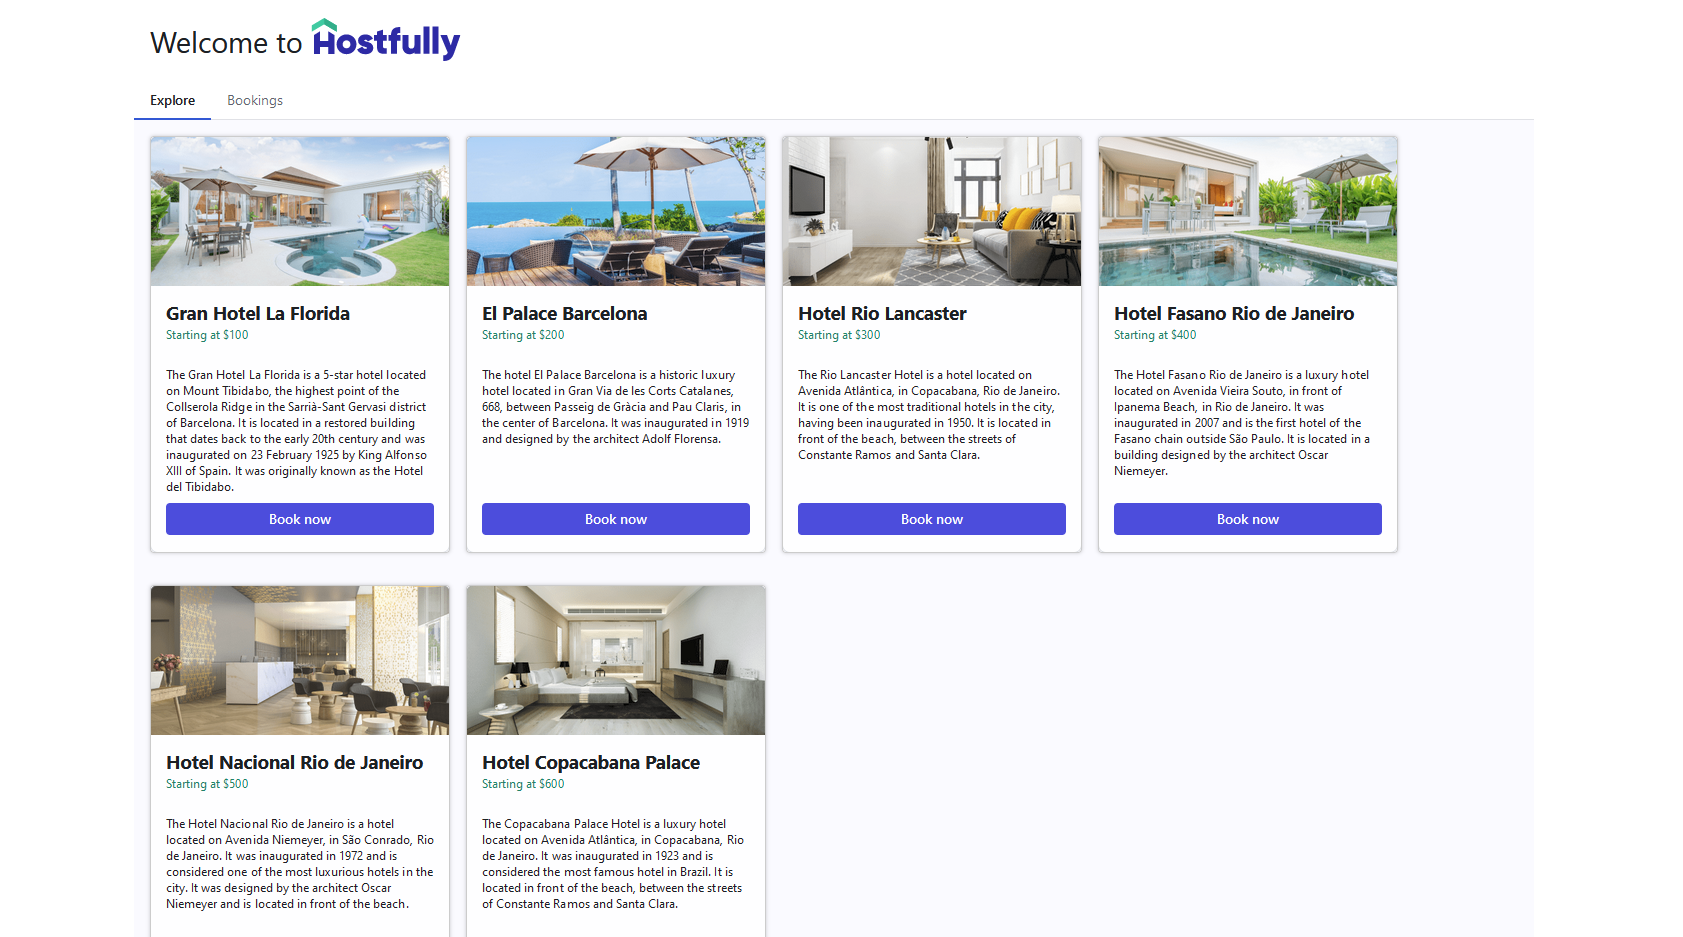 Welcome to Hostfully
Explore
Bookings
Gran Hotel La Florida
Starting at $100
The Gran Hotel La Florida is a 5-star hotel located
on Mount Tibidabo, the highest point of the
Collserola Ridge in the Sarrià-Sant Gervasi district
of Barcelona. It is located in a restored building
that dates back to the early 20th century and was
inaugurated on 23 February 1925 by King Alfonso
XIII of Spain. It was originally known as the Hotel
del Tibidabo.
Book now
El Palace Barcelona
Starting at $200
The hotel El Palace Barcelona is a historic luxury
hotel located in Gran Via de les Corts Catalanes,
668, between Passeig de Gràcia and Pau Claris, in
the center of Barcelona. It was inaugurated in 1919
and designed by the architect Adolf Florensa.
Book now
Hotel Rio Lancaster
Starting at $300
The Rio Lancaster Hotel is a hotel located on
Avenida Atlântica, in Copacabana, Rio de Janeiro.
It is one of the most traditional hotels in the city,
having been inaugurated in 1950. It is located in
front of the beach, between the streets of
Constante Ramos and Santa Clara.
Book now
Hotel Fasano Rio de Janeiro
Starting at $400
The Hotel Fasano Rio de Janeiro is a luxury hotel
located on Avenida Vieira Souto, in front of
Ipanema Beach, in Rio de Janeiro. It was
inaugurated in 2007 and is the first hotel of the
Fasano chain outside São Paulo. It is located in a
building designed by the architect Oscar
Niemeyer.
Book now
Hotel Nacional Rio de Janeiro
Starting at $500
The Hotel Nacional Rio de Janeiro is a hotel
located on Avenida Niemeyer, in São Conrado, Rio
de Janeiro. It was inaugurated in 1972 and is
considered one of the most luxurious hotels in the
city. It was designed by the architect Oscar
Niemeyer and is located in front of the beach.
Hotel Copacabana Palace
Starting at $600
The Copacabana Palace Hotel is a luxury hotel
located on Avenida Atlântica, in Copacabana, Rio
de Janeiro. It was inaugurated in 1923 and is
considered the most famous hotel in Brazil. It is
located in front of the beach, between the streets
of Constante Ramos and Santa Clara.